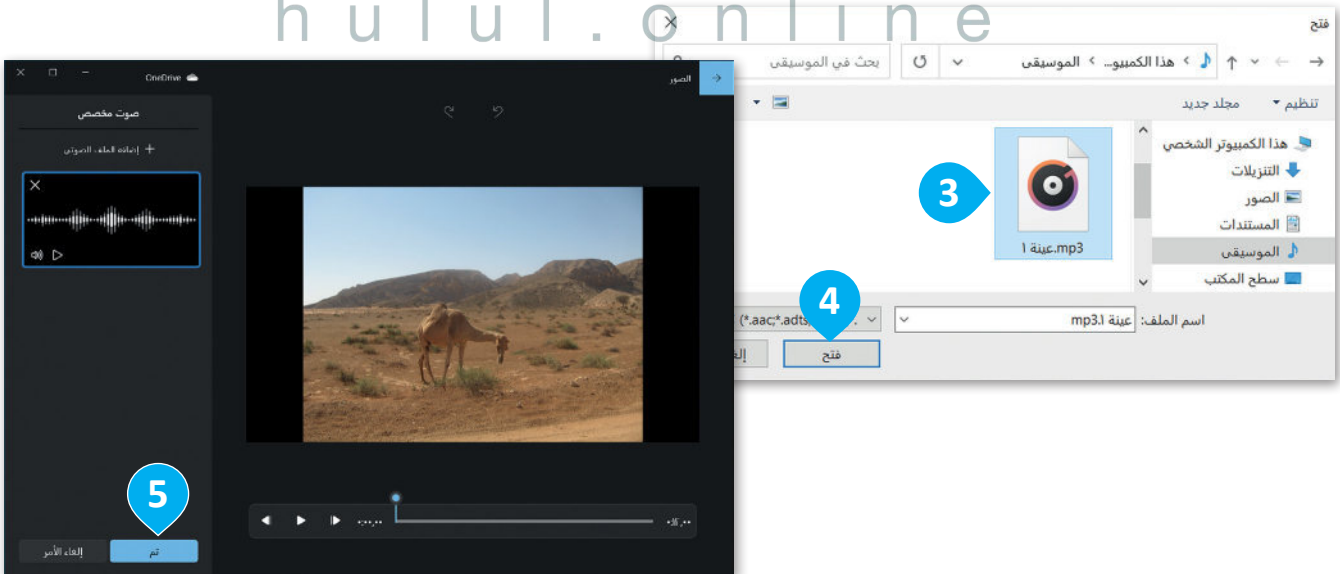 hulul.online
فتح
هذا الكمبيو... > الموسيقى
بحث في الموسيقى
تنظيم
مجلد جديد
هذا الكمبيوتر الشخصي
التنزيلات
الصور
المستندات
الموسيقى
سطح المكتب
3
عينة ١.mp3
اسم الملف:
عينة ١.mp3
(*.aac;*.adts
4
فتح
OneDrive
الصور
صوت مخصص
+ إضافة الملف الصوتي
5
تم
إلغاء الأمر